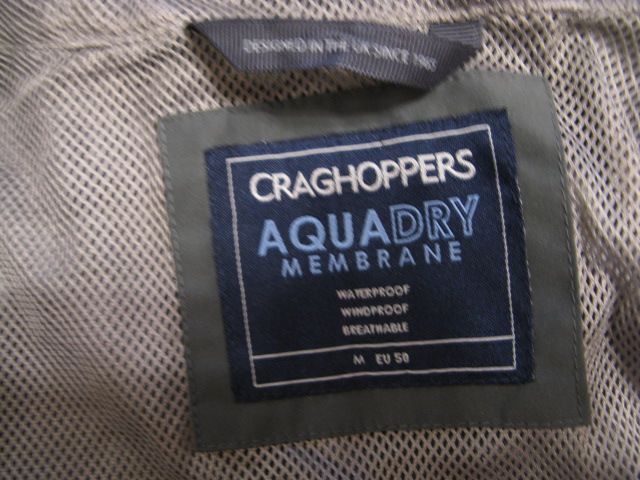 DESIGNED IN THE UK SINCE 1965
CRAGHOPPERS
AQUADRY
MEMBRANE
WATERPROOF
WINDPROOF
BREATHABLE
M EU 50